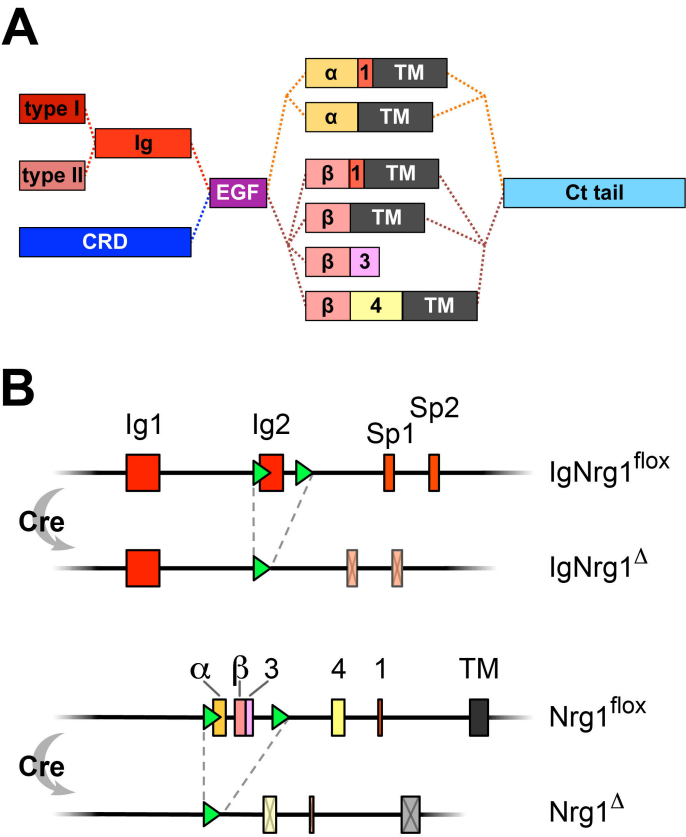 A
α 1 TM
type I
α TM
Ig
type II
β 1 TM
EGF
Ct tail
β TM
CRD
β 3
β 4 TM
B
Ig1 Ig2 Sp1 Sp2
IgNrg1flox
Cre
IgNrg1Δ
α β 3 4 1 TM
Nrg1flox
Cre
Nrg1Δ